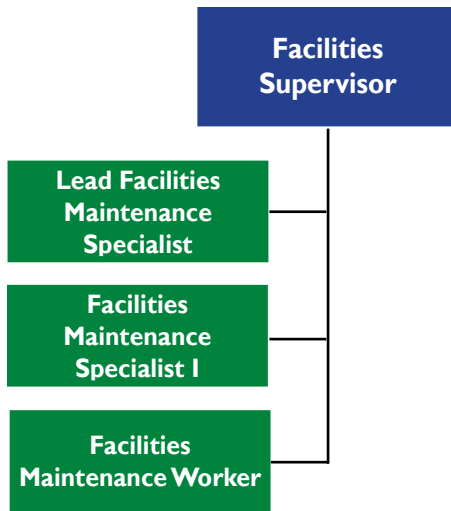 Facilities
Supervisor
Lead Facilities
Maintenance
Specialist
Facilities
Maintenance
Specialist I
Facilities
Maintenance Worker